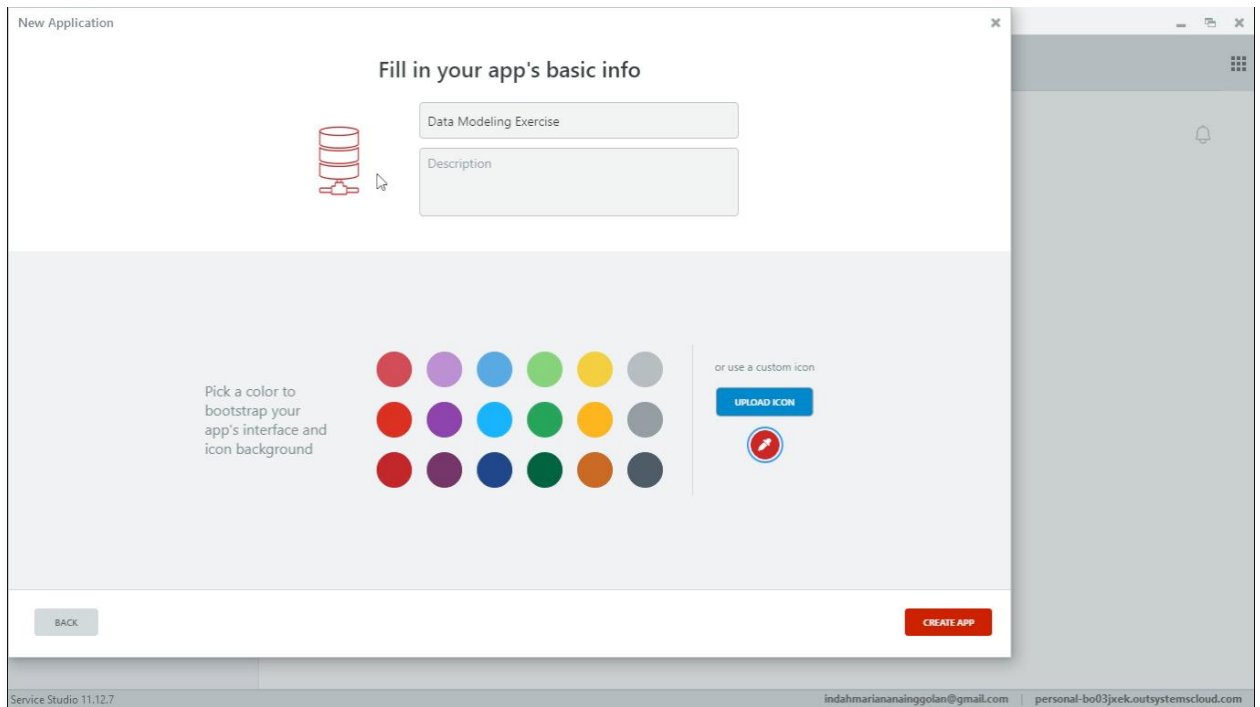 New Application
Fill in your app's basic info
Data Modeling Exercise
Description
Pick a color to
bootstrap your
app's interface and
icon background
or use a custom icon
UPLOAD ICON
BACK
CREATE APP
Service Studio 11.12.7
indahmariananainggolan@gmail.com
personal-bo03jxek.outsystemscloud.com